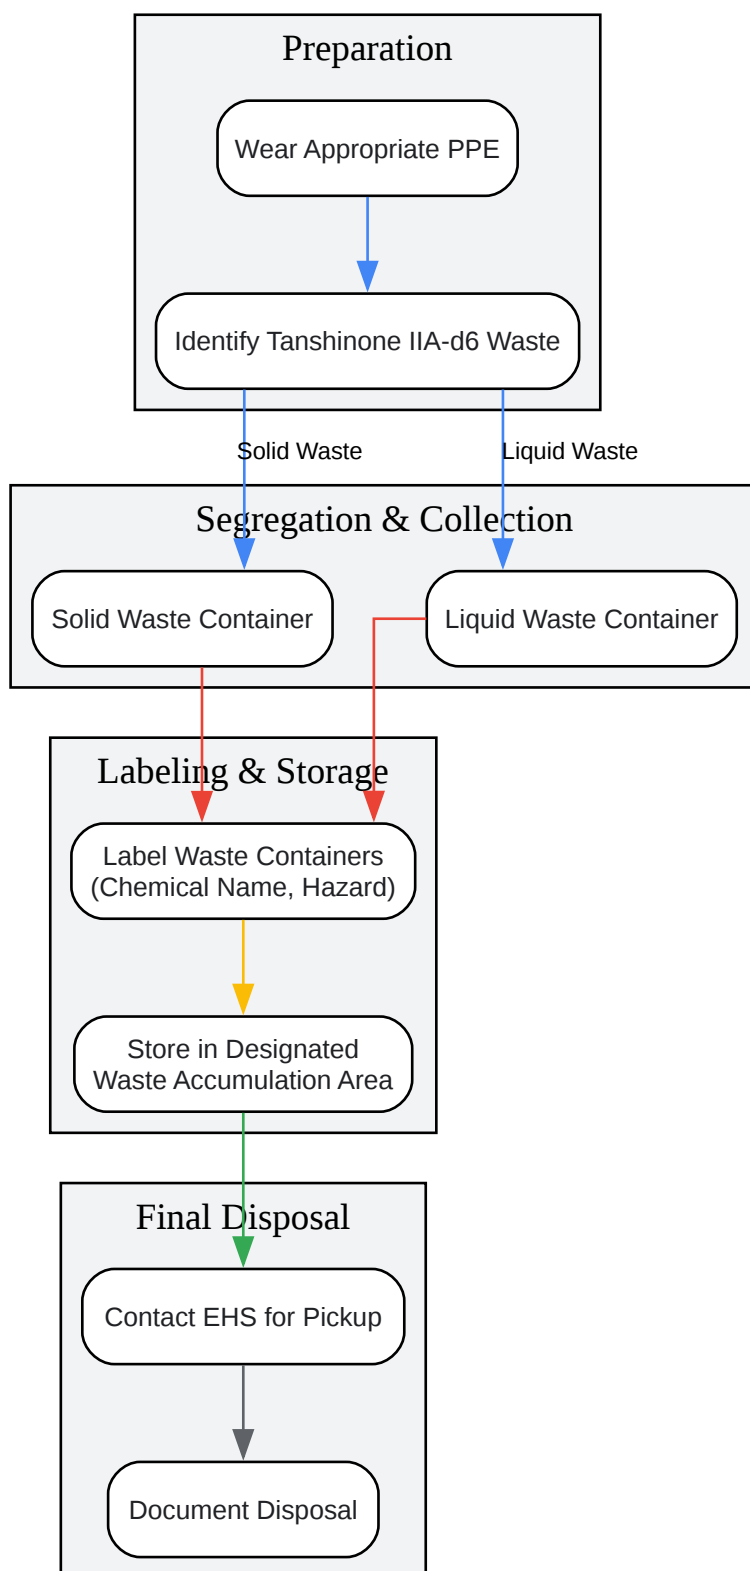 Preparation
Wear Appropriate PPE
Identify Tanshinone IIA-d6 Waste
Solid Waste
Liquid Waste
Segregation & Collection
Solid Waste Container
Liquid Waste Container
Labeling & Storage
Label Waste Containers
(Chemical Name, Hazard)
Store in Designated
Waste Accumulation Area
Final Disposal
Contact EHS for Pickup
Document Disposal